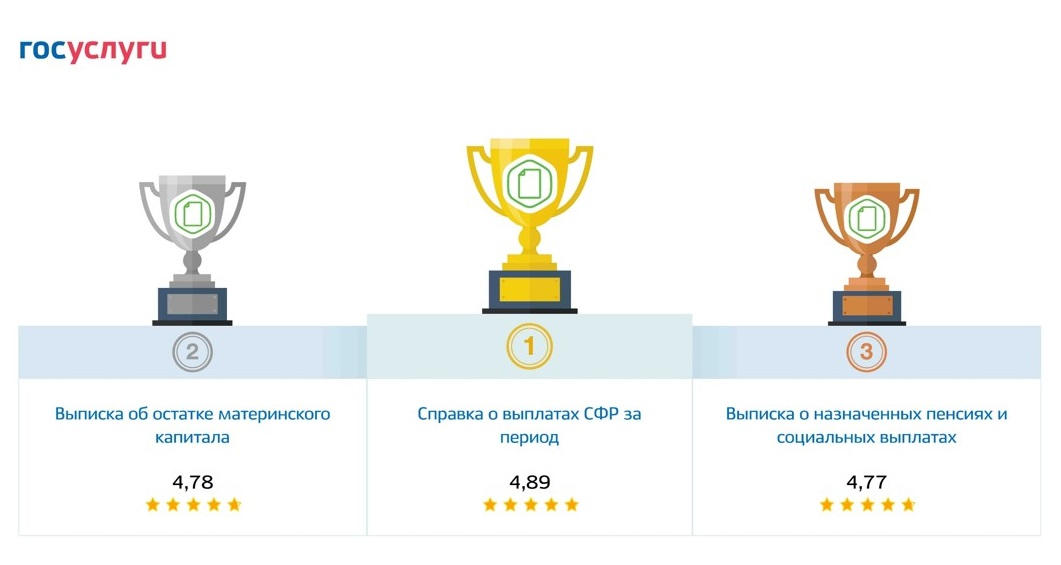 госуслуги
2
Выписка об остатке материнского
капитала
4,78
1
Справка о выплатах СФР за
период
4,89
3
Выписка о назначенных пенсиях и
социальных выплатах
4,77